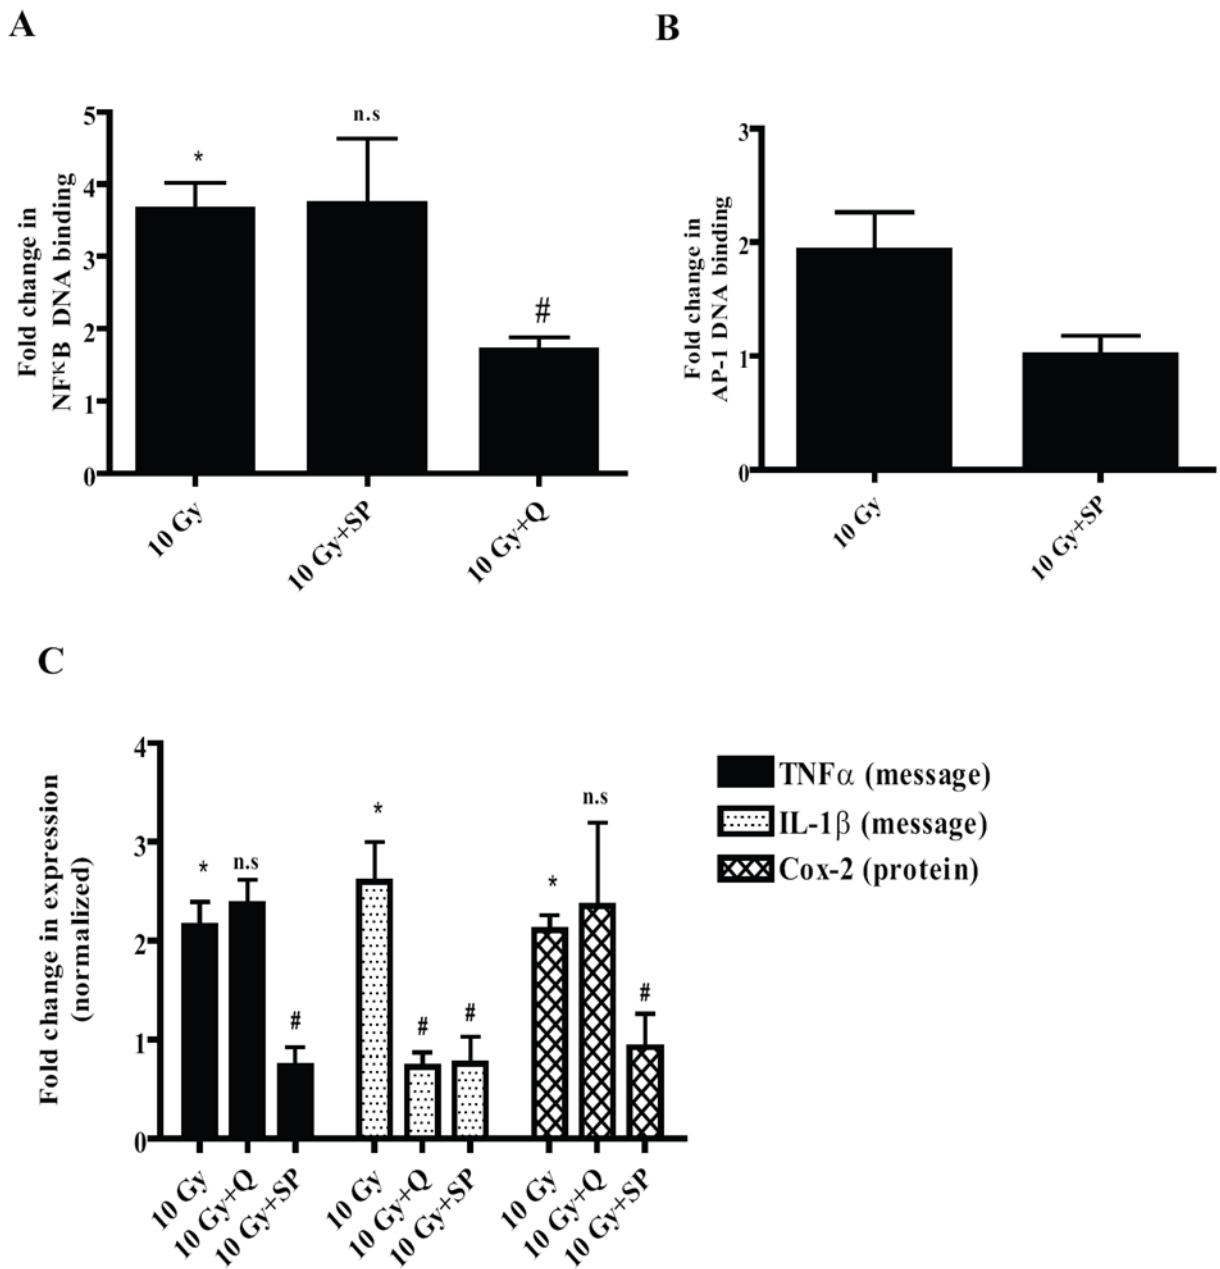 A
Fold change in
NFκB DNA binding
5
4
3
2
1
0
*
n.s
#
10 Gy
10 Gy+SP
10 Gy+Q
B
Fold change in
AP-1 DNA binding
3
2
1
0
10 Gy
10 Gy+SP
C
Fold change in expression
(normalized)
4
3
2
1
0
*
n.s
#
*
#
#
*
n.s
#
10 Gy
10 Gy+Q
10 Gy+SP
10 Gy
10 Gy+Q
10 Gy+SP
10 Gy
10 Gy+Q
10 Gy+SP
TNFα (message)
IL-1β (message)
Cox-2 (protein)